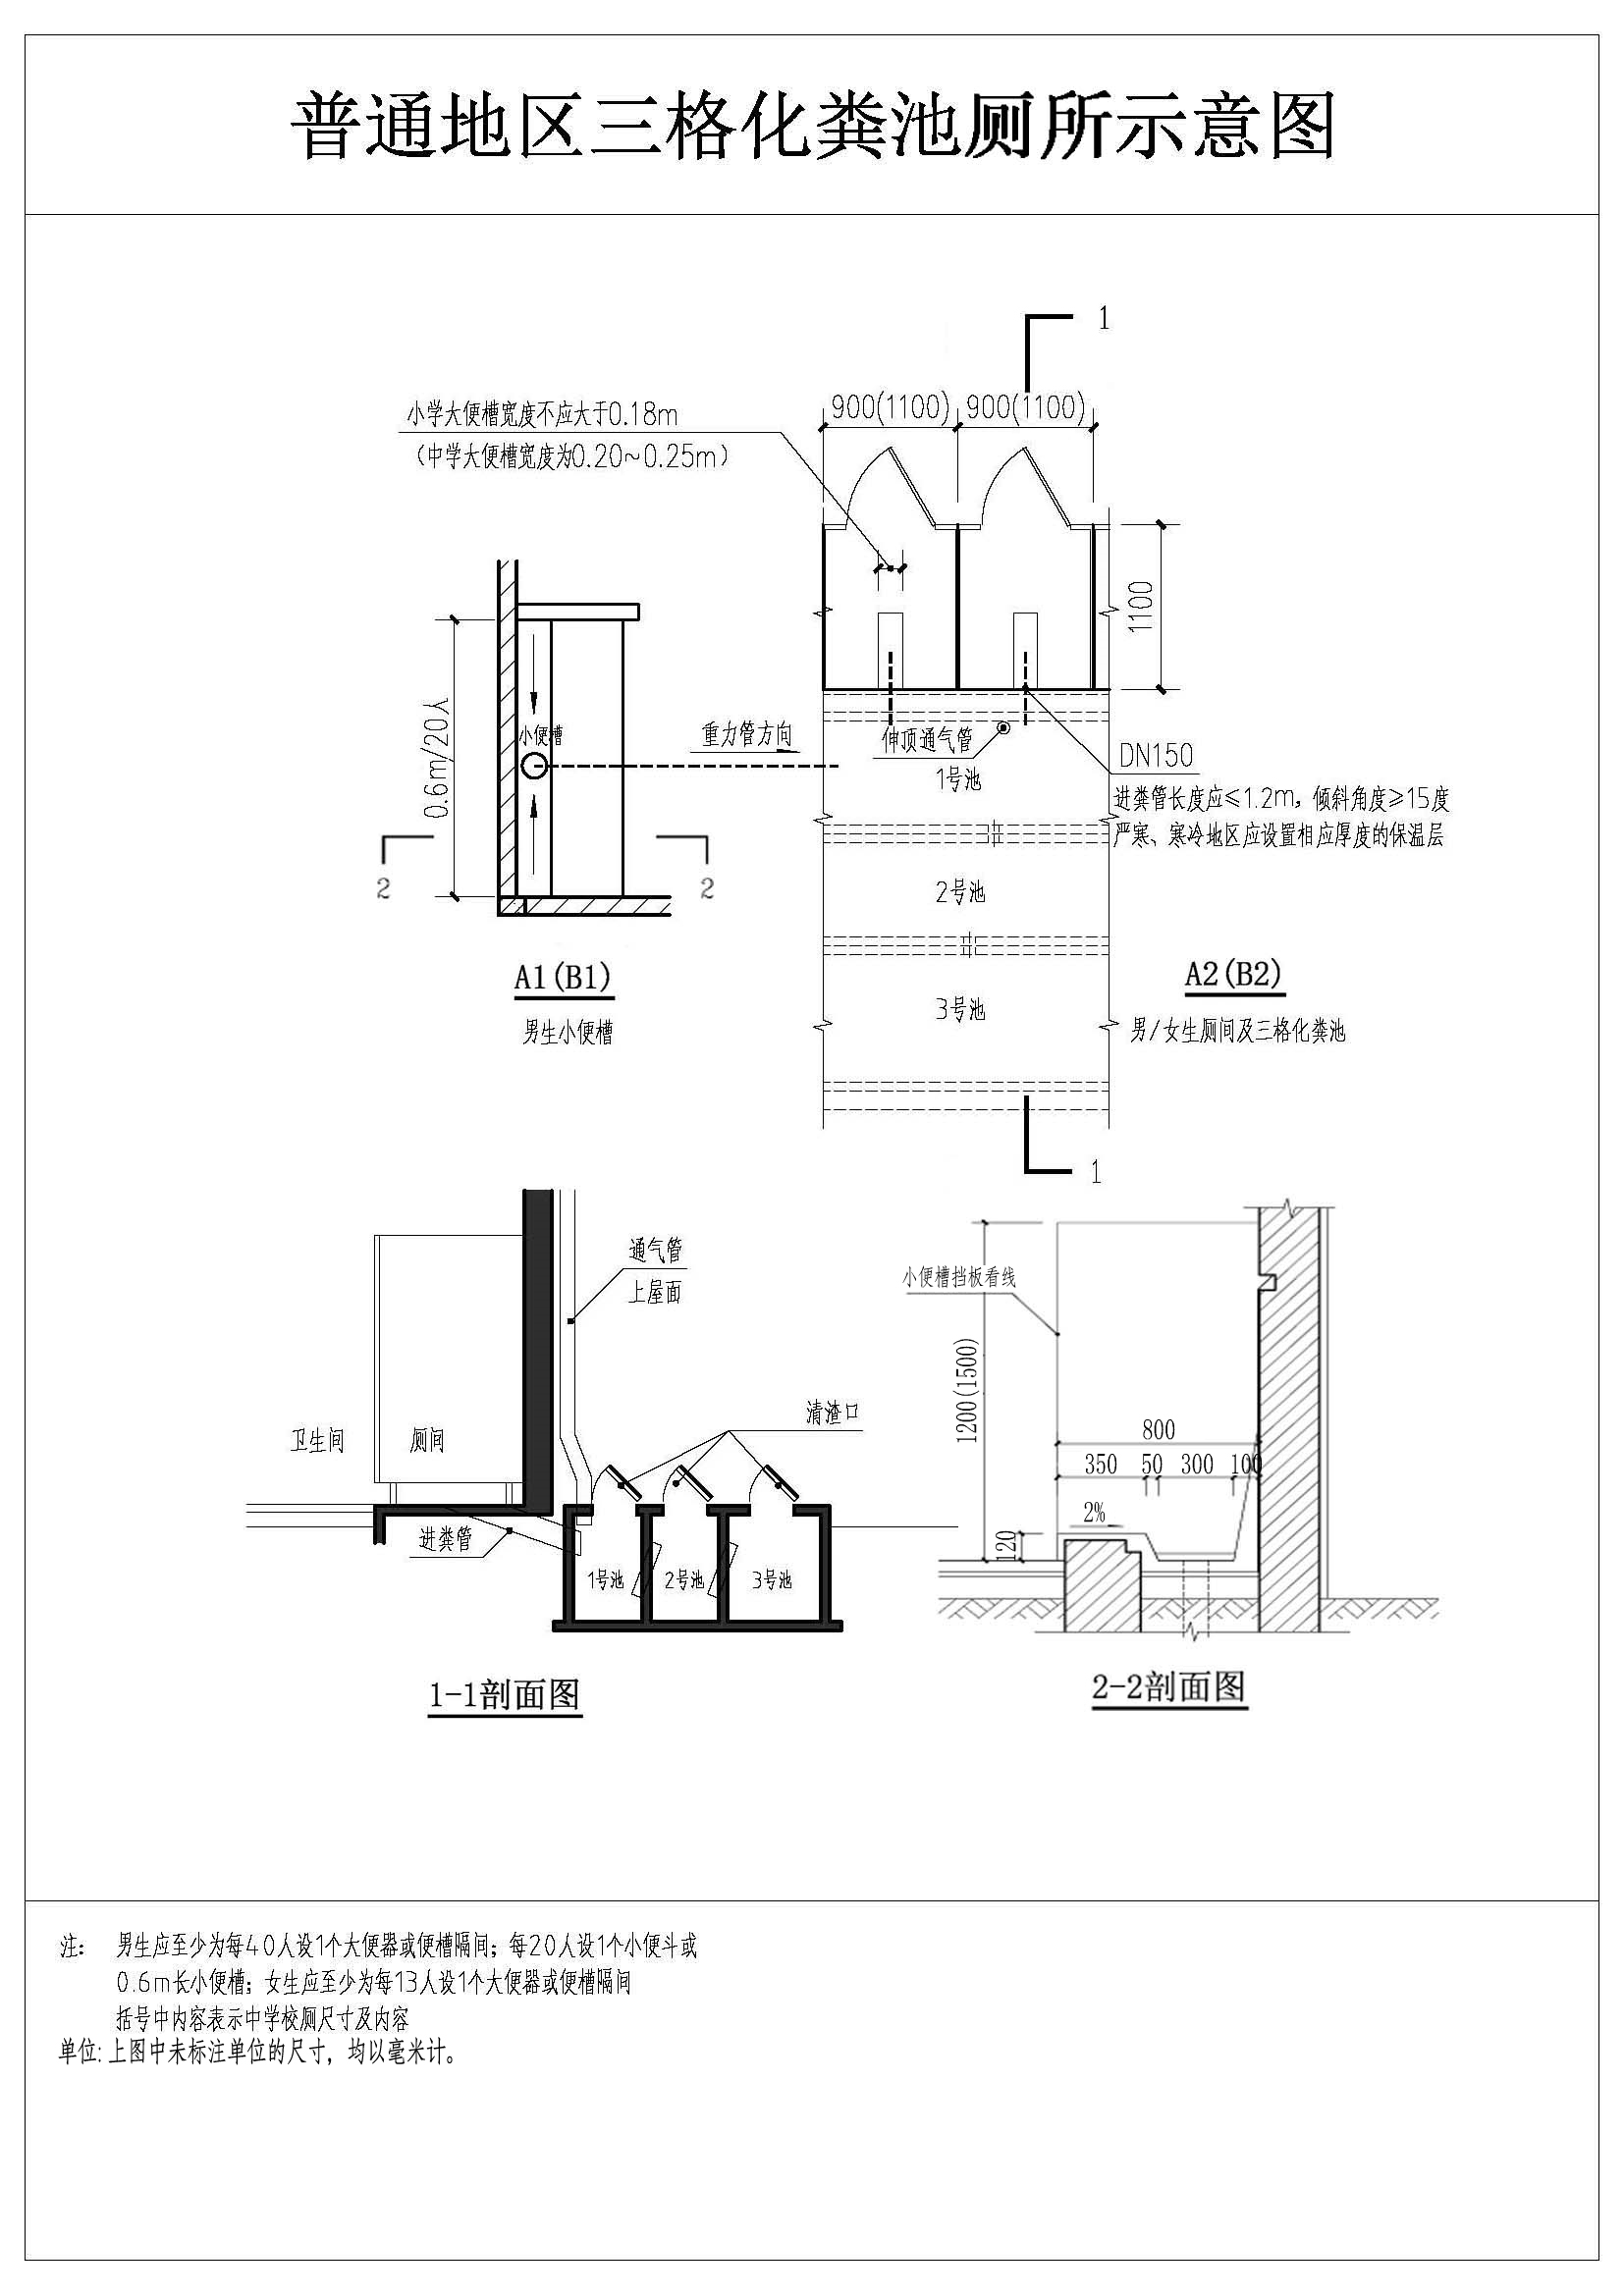 普通地区三格化粪池厕所示意图
1
900(1100)
900(1100)
小学大便槽宽度不应大于0.18m
（中学大便槽宽度为0.20~0.25m）
1100
0.6m/20人
小便槽
重力管方向
伸顶通气管
1号池
DN150
进粪管长度应≤1.2m，倾斜角度≥15度
严寒、寒冷地区应设置相应厚度的保温层
2
2
2号池
A1(B1)
男生小便槽
3号池
A2(B2)
男/女生厕间及三格化粪池
1
通气管
上屋面
清渣口
卫生间
厕间
进粪管
1号池
2号池
3号池
1-1剖面图
小便槽挡板看线
1200(1500)
800
350
50
300
100
2%
120
2-2剖面图
注： 男生应至少为每40人设1个大便器或便槽隔间；每20人设1个小便斗或
0.6m长小便槽；女生应至少为每13人设1个大便器或便槽隔间
括号中内容表示中学校厕尺寸及内容
单位: 上图中未标注单位的尺寸，均以毫米计。